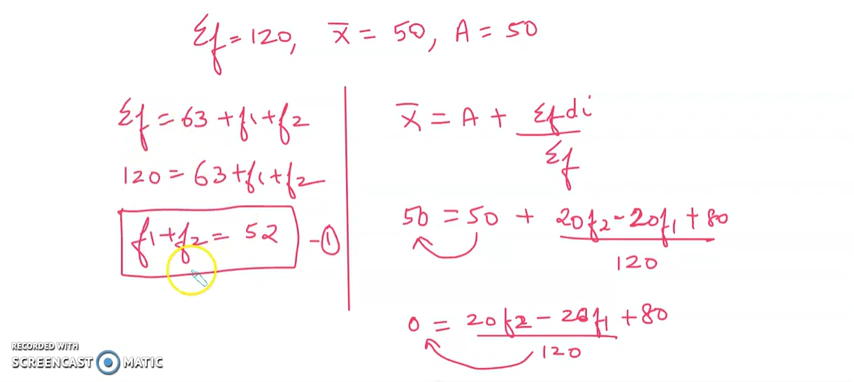 Σf = 120, x̄ = 50, A = 50
Σf = 63 + f1 + f2
120 = 63 + f1 + f2
f1 + f2 = 52 -①
x̄ = A + Σfdi / Σf
50 = 50 + 20f2 - 20f1 + 80 / 120
0 = 20f2 - 20f1 + 80 / 120
RECORDED WITH
SCREENCAST MATIC